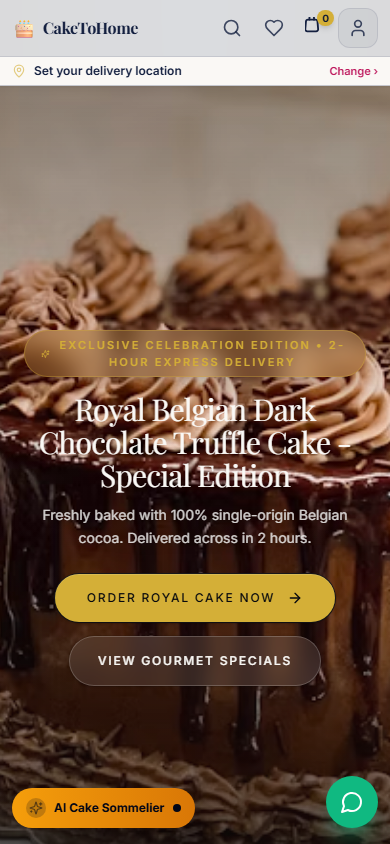 CakeToHome
0
Set your delivery location
Change ›
EXCLUSIVE CELEBRATION EDITION • 2-
HOUR EXPRESS DELIVERY
Royal Belgian Dark
Chocolate Truffle Cake –
Special Edition
Freshly baked with 100% single-origin Belgian
cocoa. Delivered across in 2 hours.
ORDER ROYAL CAKE NOW →
VIEW GOURMET SPECIALS
AI Cake Sommelier